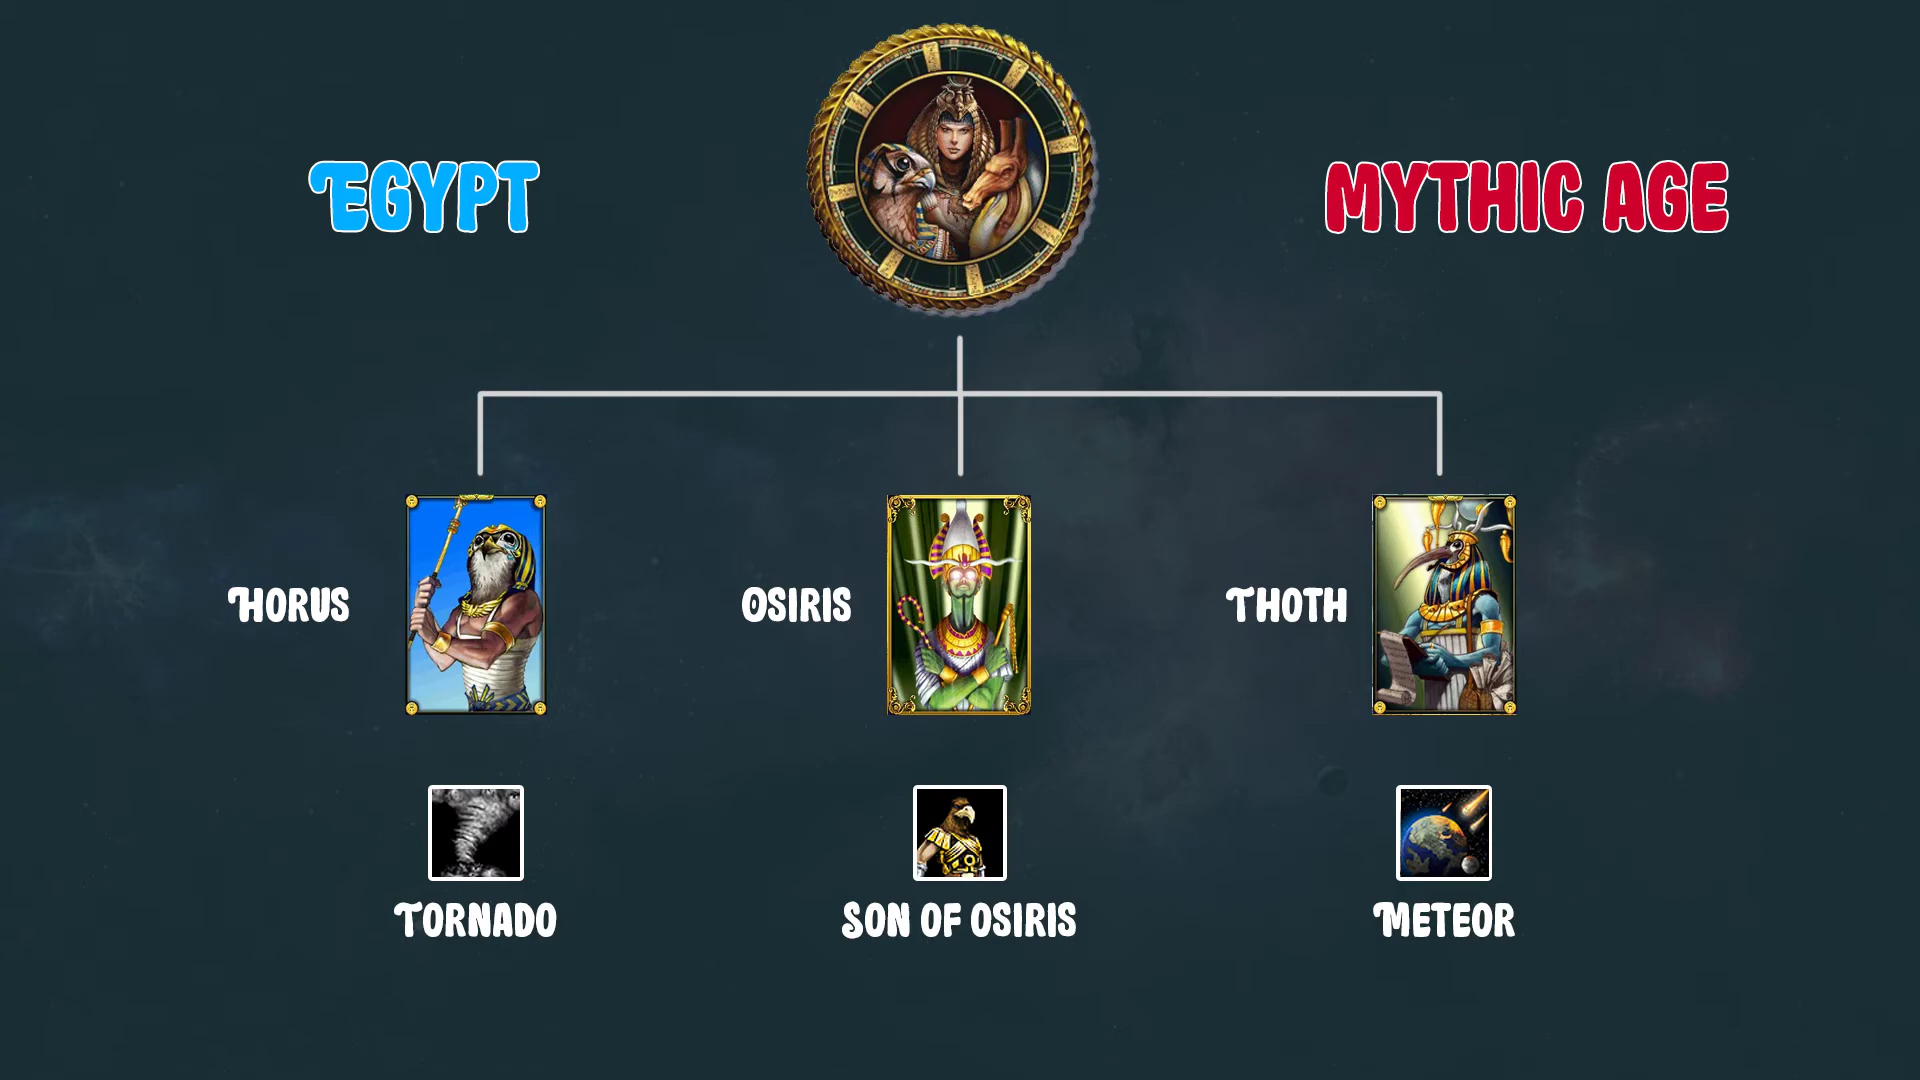 EGYPT
MYTHIC AGE
HORUS
OSIRIS
THOTH
TORNADO
SON OF OSIRIS
METEOR